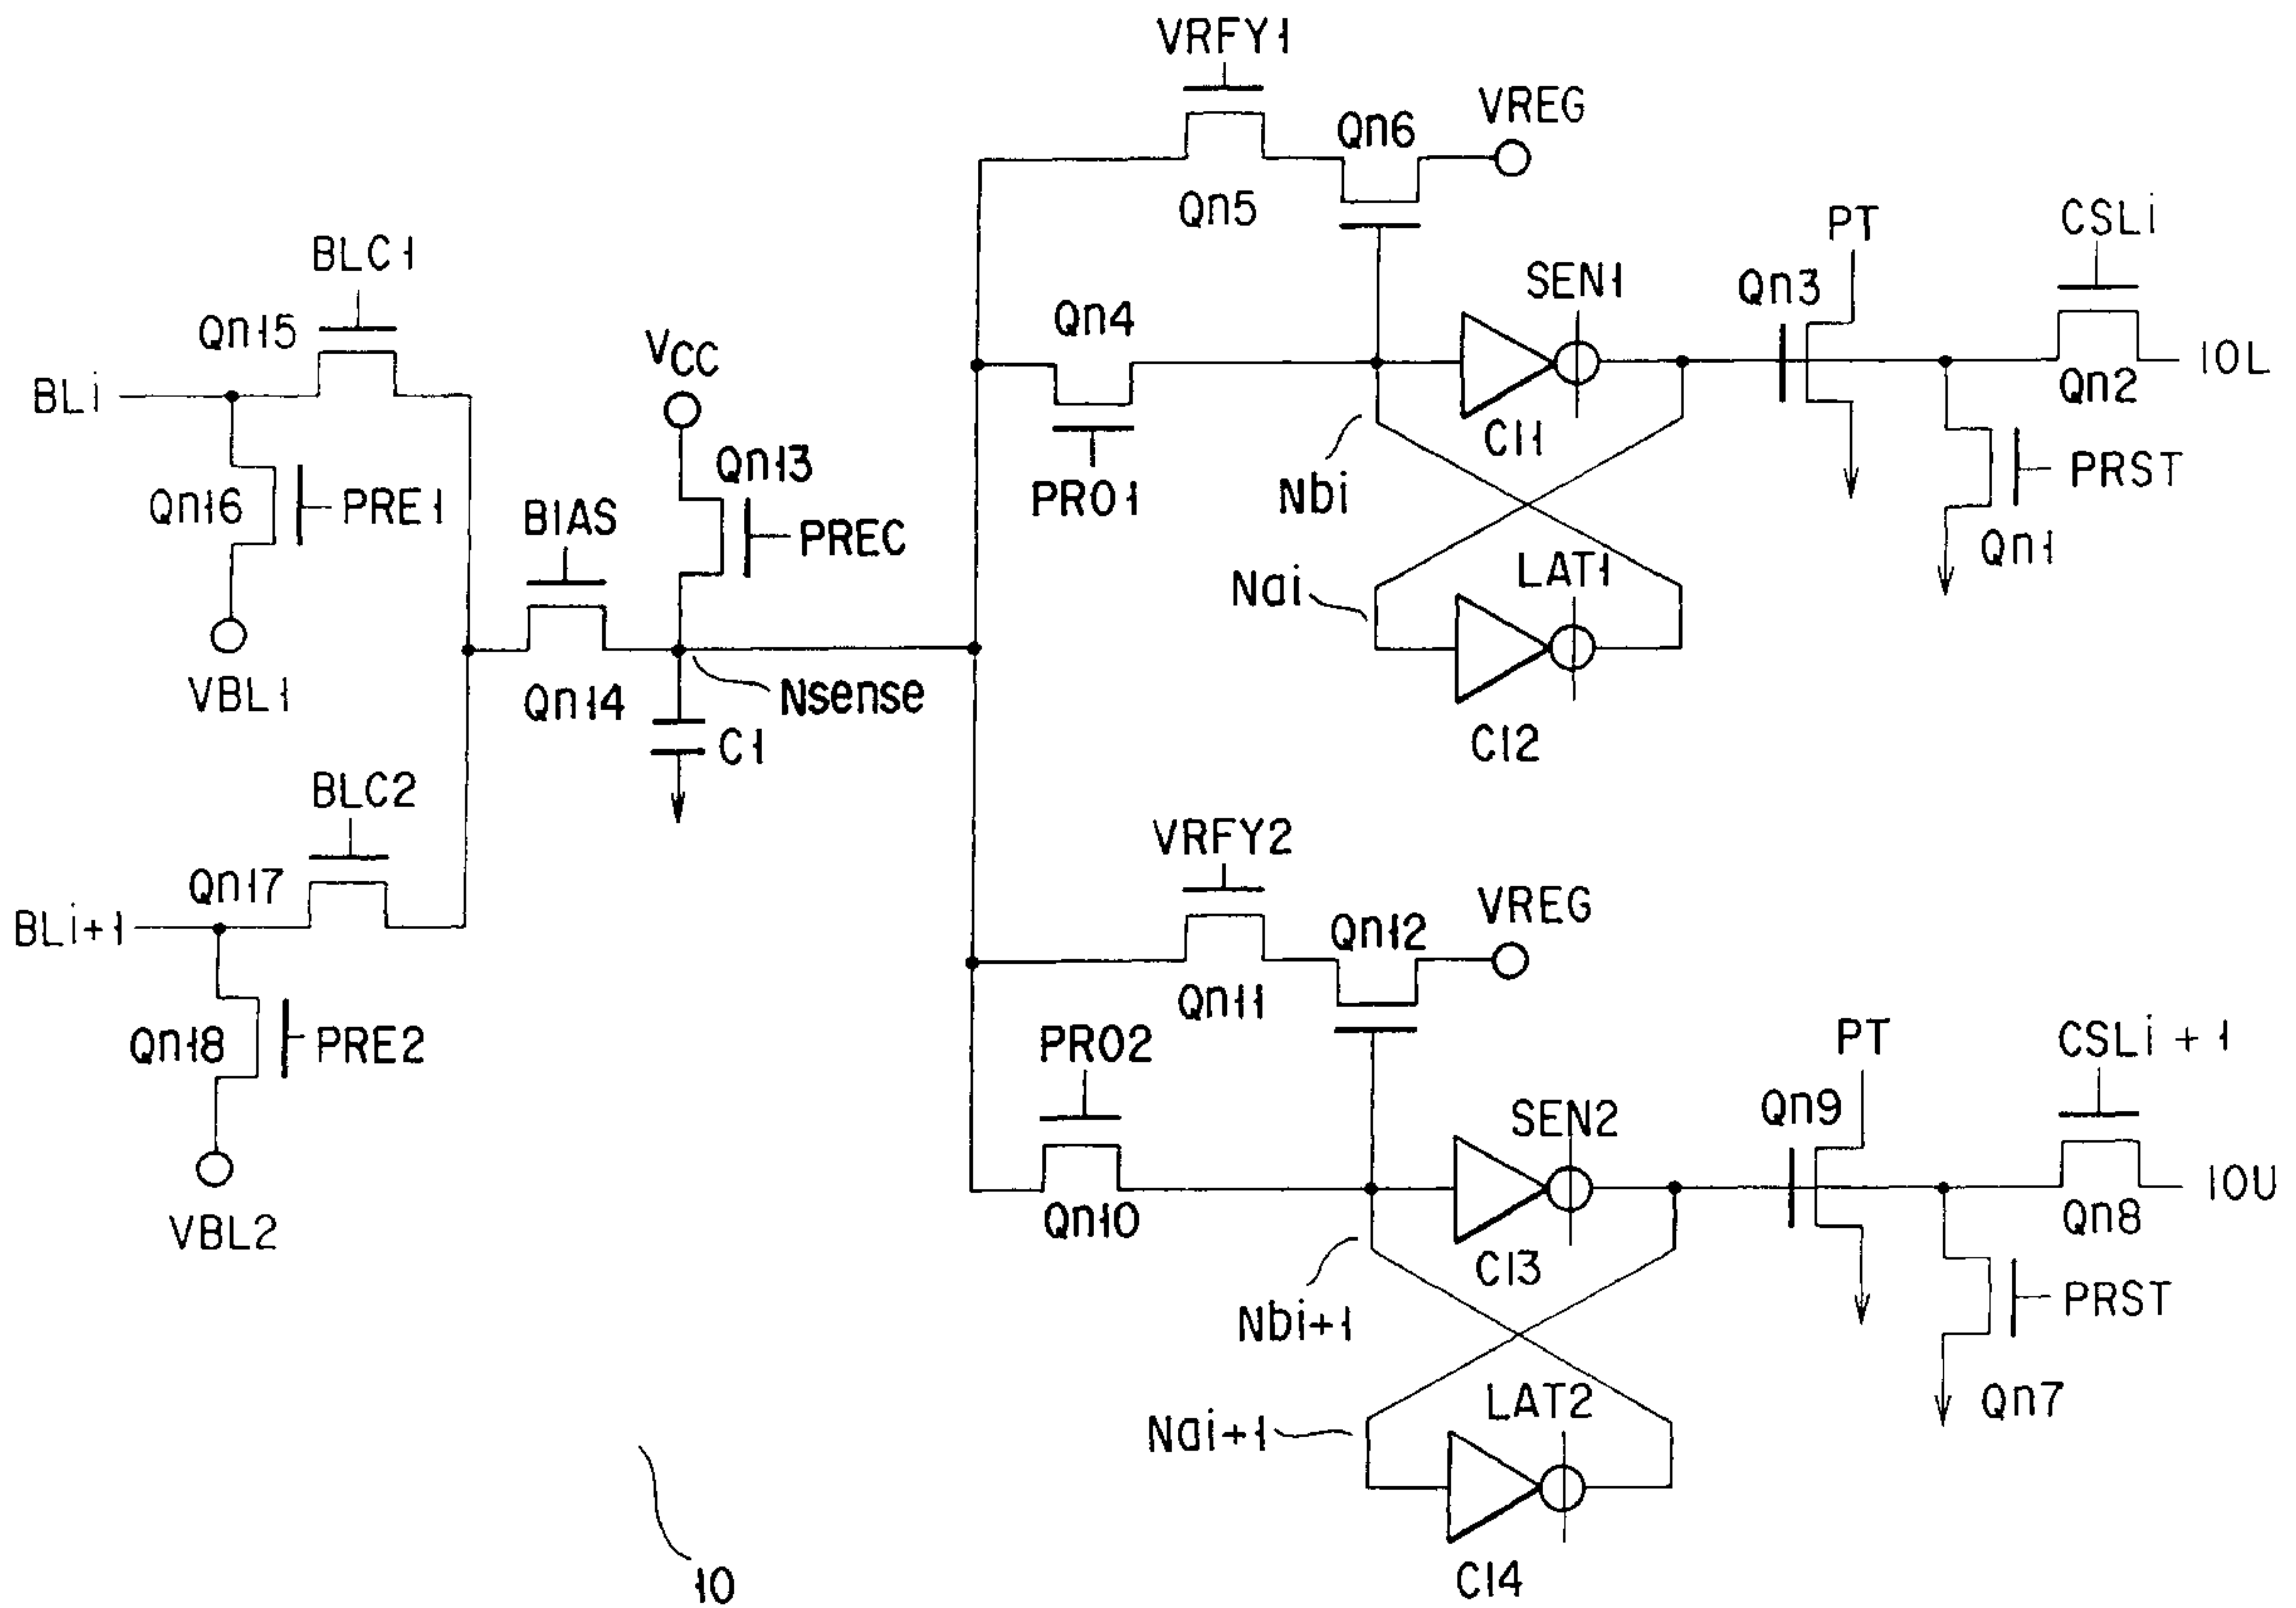 VRFY1
VREG
Qn6
Qn5
PT
CSLi
BLC1
Qn15
Qn4
SEN1
Qn3
VCC
BLi
IOL
Qn2
CI1
Qn13
PRO1
Nbi
PRST
Qn16
PRE1
BIAS
PREC
Qn1
Nai
LAT1
VBL1
Qn14
Nsense
C1
CI2
BLC2
VRFY2
Qn17
Qn12
VREG
BLi+1
Qn11
Qn18
PRE2
PRO2
PT
CSLi+1
Qn9
SEN2
IOU
Qn10
Qn8
VBL2
CI3
Nbi+1
PRST
LAT2
Qn7
Nai+1
10
CI4